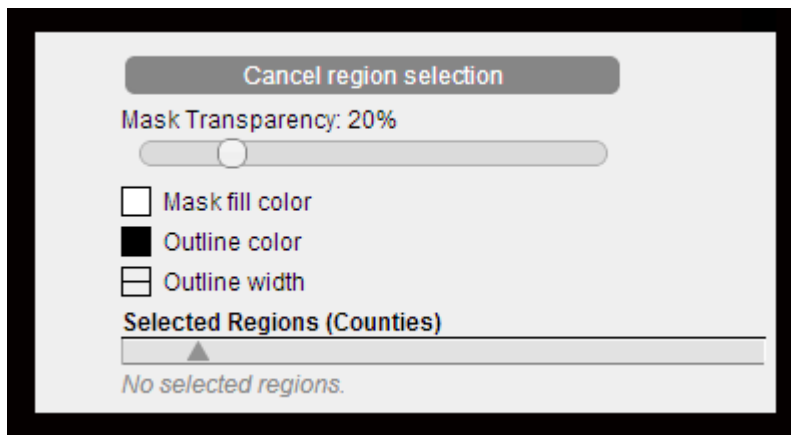 Cancel region selection
Mask Transparency: 20%
Mask fill color
Outline color
Outline width
Selected Regions (Counties)
No selected regions.